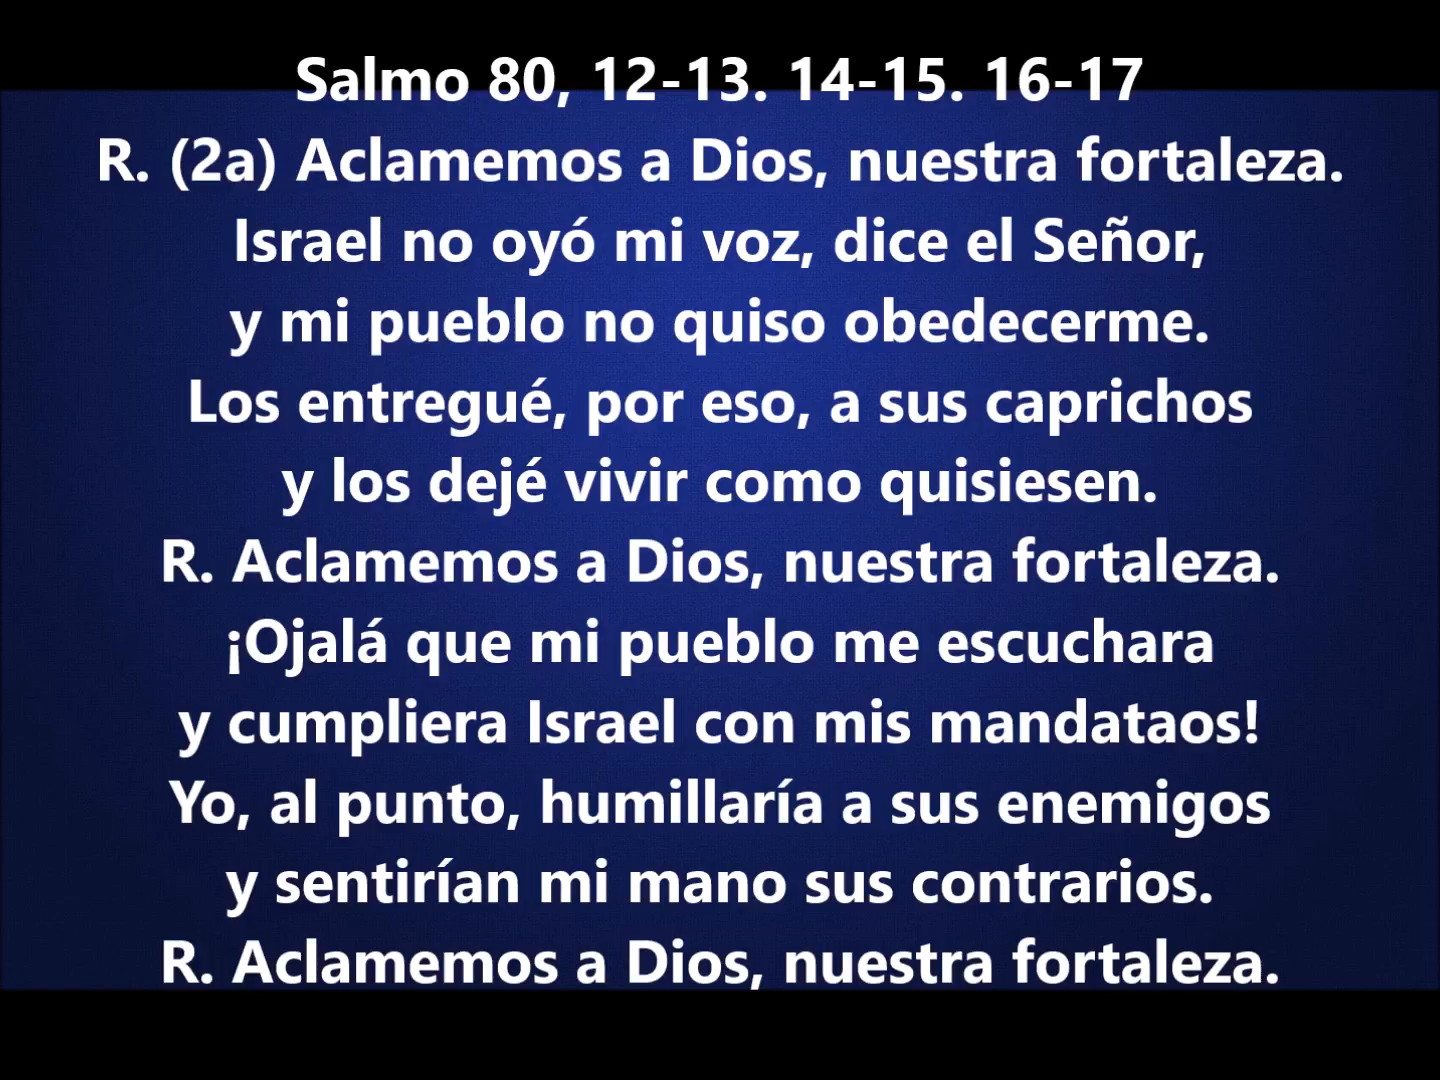 Salmo 80, 12-13. 14-15. 16-17
R. (2a) Aclamemos a Dios, nuestra fortaleza.
Israel no oyó mi voz, dice el Señor,
y mi pueblo no quiso obedecerme.
Los entregué, por eso, a sus caprichos
y los dejé vivir como quisiesen.
R. Aclamemos a Dios, nuestra fortaleza.
¡Ojalá que mi pueblo me escuchara
y cumpliera Israel con mis mandataos!
Yo, al punto, humillaría a sus enemigos
y sentirían mi mano sus contrarios.
R. Aclamemos a Dios, nuestra fortaleza.